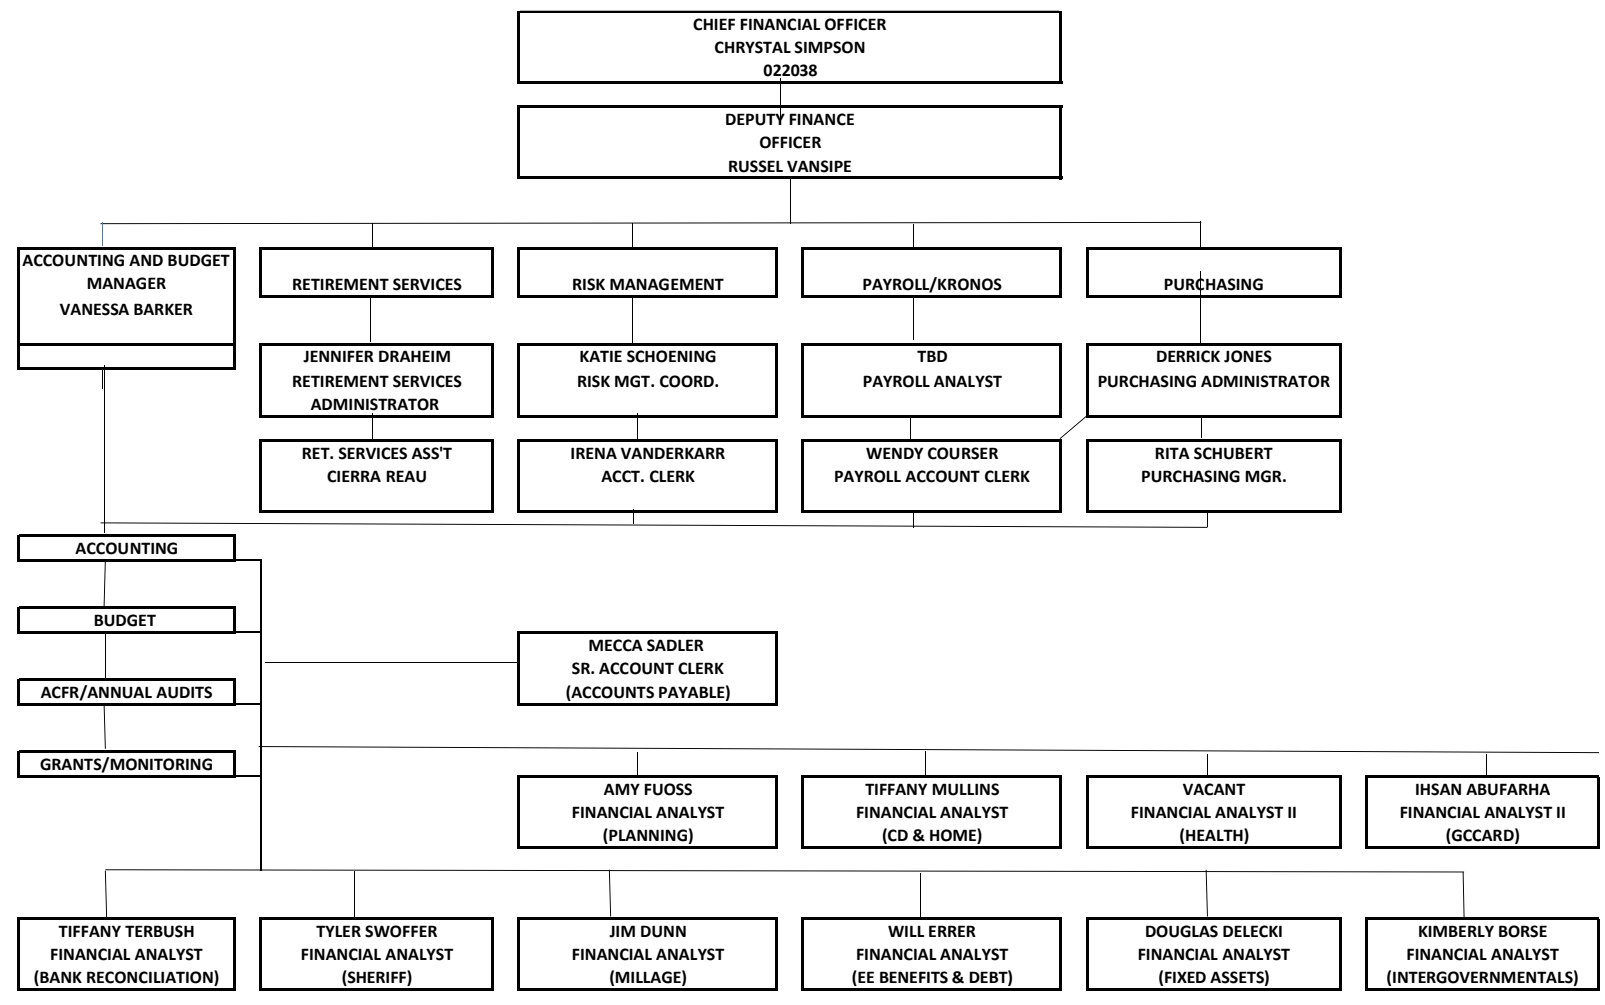 CHIEF FINANCIAL OFFICER
CHRYSTAL SIMPSON
022038
DEPUTY FINANCE
OFFICER
RUSSEL VANSIPE
ACCOUNTING AND BUDGET
MANAGER
VANESSA BARKER
RETIREMENT SERVICES
RISK MANAGEMENT
PAYROLL/KRONOS
PURCHASING
JENNIFER DRAHEIM
RETIREMENT SERVICES
ADMINISTRATOR
KATIE SCHOENING
RISK MGT. COORD.
TBD
PAYROLL ANALYST
DERRICK JONES
PURCHASING ADMINISTRATOR
RET. SERVICES ASS'T
CIERRA REAU
IRENA VANDERKARR
ACCT. CLERK
WENDY COURSER
PAYROLL ACCOUNT CLERK
RITA SCHUBERT
PURCHASING MGR.
ACCOUNTING
BUDGET
ACFR/ANNUAL AUDITS
GRANTS/MONITORING
MECCA SADLER
SR. ACCOUNT CLERK
(ACCOUNTS PAYABLE)
AMY FUOSS
FINANCIAL ANALYST
(PLANNING)
TIFFANY MULLINS
FINANCIAL ANALYST
(CD & HOME)
VACANT
FINANCIAL ANALYST II
(HEALTH)
IHSAN ABUFARHA
FINANCIAL ANALYST II
(GCCARD)
TIFFANY TERBUSH
FINANCIAL ANALYST
(BANK RECONCILIATION)
TYLER SWOFFER
FINANCIAL ANALYST
(SHERIFF)
JIM DUNN
FINANCIAL ANALYST
(MILLAGE)
WILL ERRER
FINANCIAL ANALYST
(EE BENEFITS & DEBT)
DOUGLAS DELECKI
FINANCIAL ANALYST
(FIXED ASSETS)
KIMBERLY BORSE
FINANCIAL ANALYST
(INTERGOVERNMENTALS)